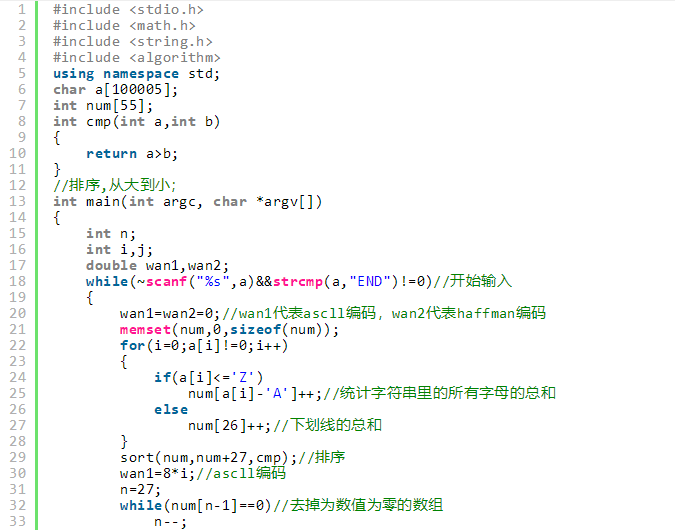 1 #include <stdio.h>
2 #include <math.h>
3 #include <string.h>
4 #include <algorithm>
5 using namespace std;
6 char a[100005];
7 int num[55];
8 int cmp(int a,int b)
9 {
10     return a>b;
11 }
12 //排序,从大到小;
13 int main(int argc, char *argv[])
14 {
15     int n;
16     int i,j;
17     double wan1,wan2;
18     while(~scanf("%s",a)&&strcmp(a,"END")!=0)//开始输入
19     {
20         wan1=wan2=0;//wan1代表ascll编码，wan2代表haffman编码
21         memset(num,0,sizeof(num));
22         for(i=0;a[i]!=0;i++)
23         {
24             if(a[i]<='Z')
25                 num[a[i]-'A']++;//统计字符串里的所有字母的总和
26             else
27                 num[26]++;//下划线的总和
28         }
29         sort(num,num+27,cmp);//排序
30         wan1=8*i;//ascll编码
31         n=27;
32         while(num[n-1]==0)//去掉为数值为零的数组
33             n--;